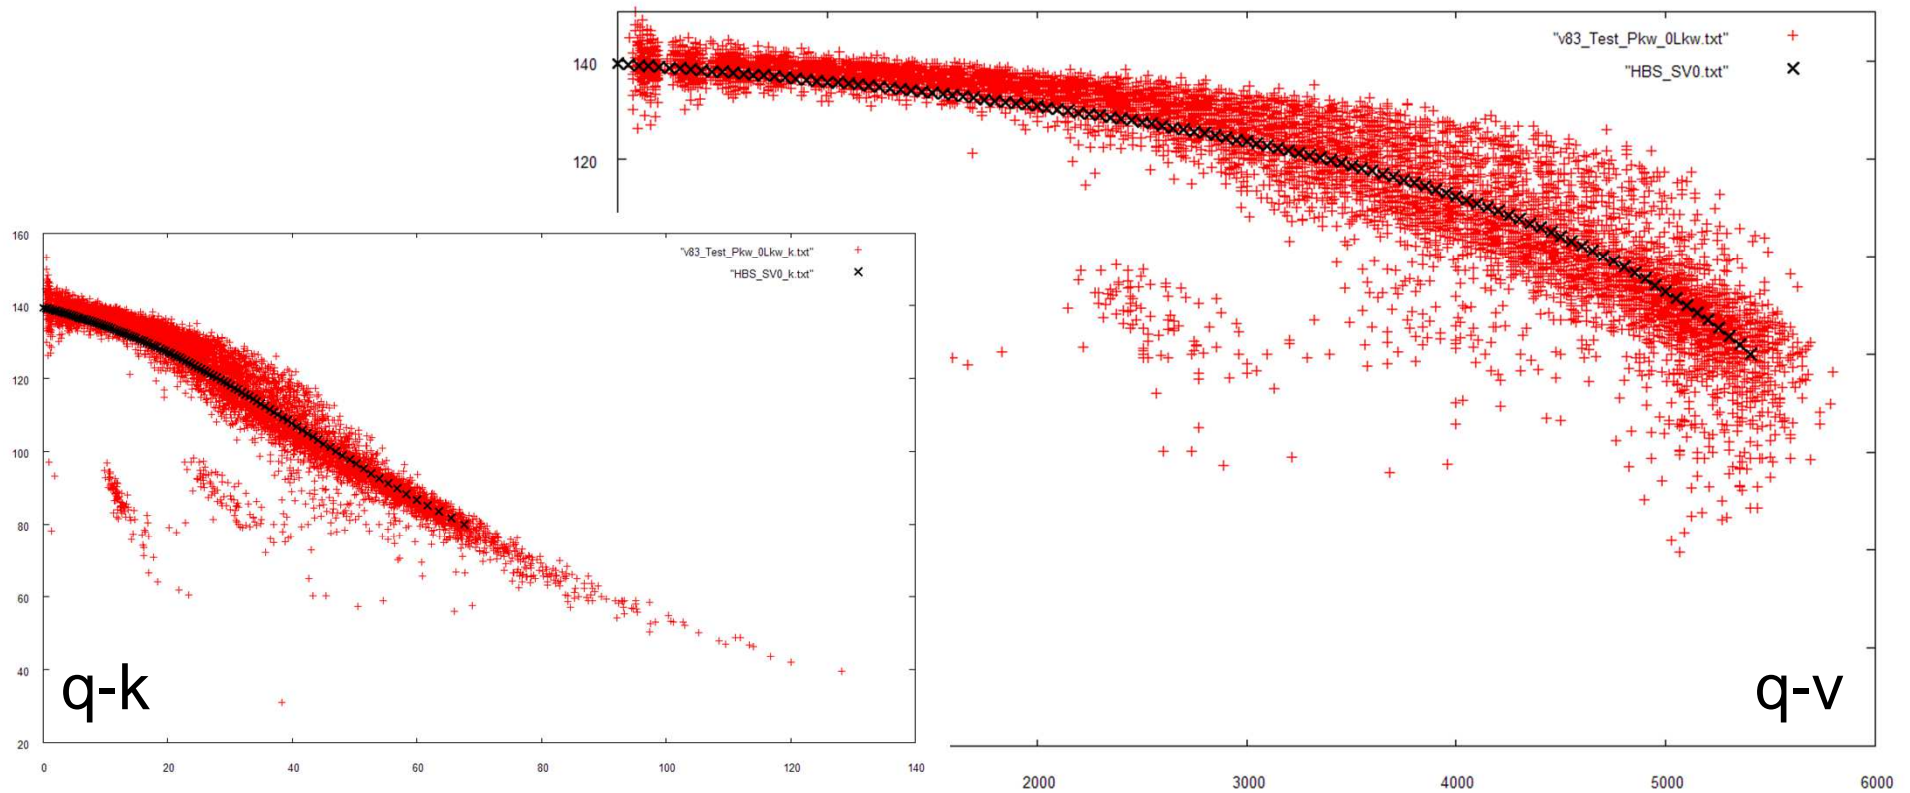 "v83_Test_Pkw_0Lkw.txt"
"HBS_SV0.txt"
140
120
2000 3000 4000 5000 6000
q-v
"v83_Test_Pkw_0Lkw_k.txt"
"HBS_SV0_k.txt"
160
140
120
100
80
60
40
20
0 20 40 60 80 100 120 140
q-k